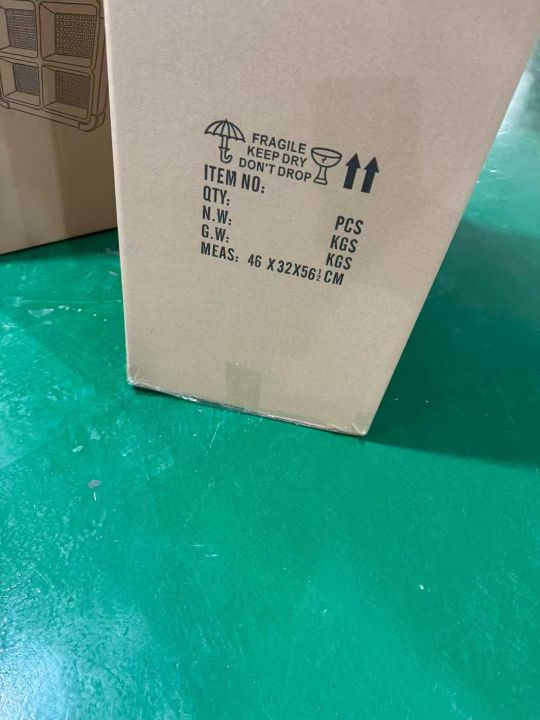 FRAGILE
KEEP DRY
DON'T DROP
ITEM NO:
QTY: PCS
N.W: KGS
G.W: KGS
MEAS: 46 X32X56½CM